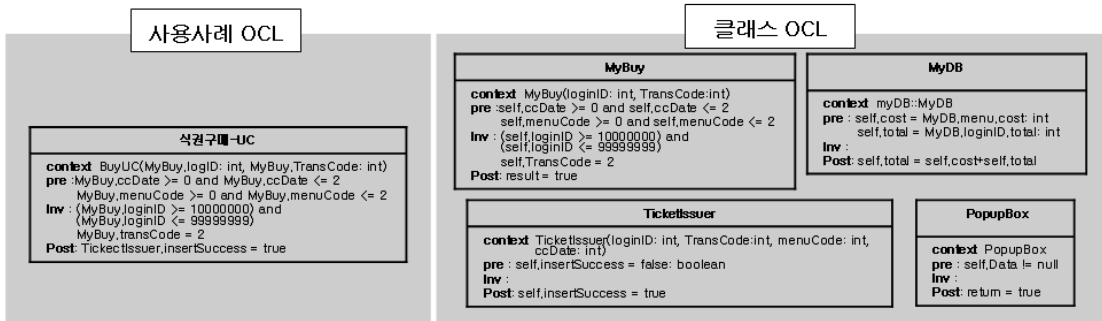 사용사례 OCL
식권구매-UC
context BuyUC(MyBuy,logID: int, MyBuy,TransCode: int)
pre :MyBuy,ccDate >= 0 and MyBuy,ccDate <= 2
MyBuy,menuCode >= 0 and MyBuy,menuCode <= 2
Inv : (MyBuy,loginID >= 10000000) and
(MyBuy,loginID <= 99999999)
MyBuy,transCode = 2
Post: TickectIssuer,insertSuccess = true
클래스 OCL
MyBuy
context MyBuy(loginID: int, TransCode:int)
pre :self,ccDate >= 0 and self,ccDate <= 2
self,menuCode >= 0 and self,menuCode <= 2
Inv : (self,loginID >= 10000000) and
(self,loginID <= 99999999)
self,TransCode = 2
Post: result = true
MyDB
context myDB::MyDB
pre : self,cost = MyDB,menu,cost: int
self,total = MyDB,loginID,total: int
Inv :
Post: self,total = self,cost+self,total
TicketIssuer
context TicketIssuer(loginID: int, TransCode:int, menuCode: int,
ccDate: int)
pre : self,insertSuccess = false: boolean
Inv :
Post: self,insertSuccess = true
PopupBox
context PopupBox
pre : self,Data != null
Inv :
Post: return = true